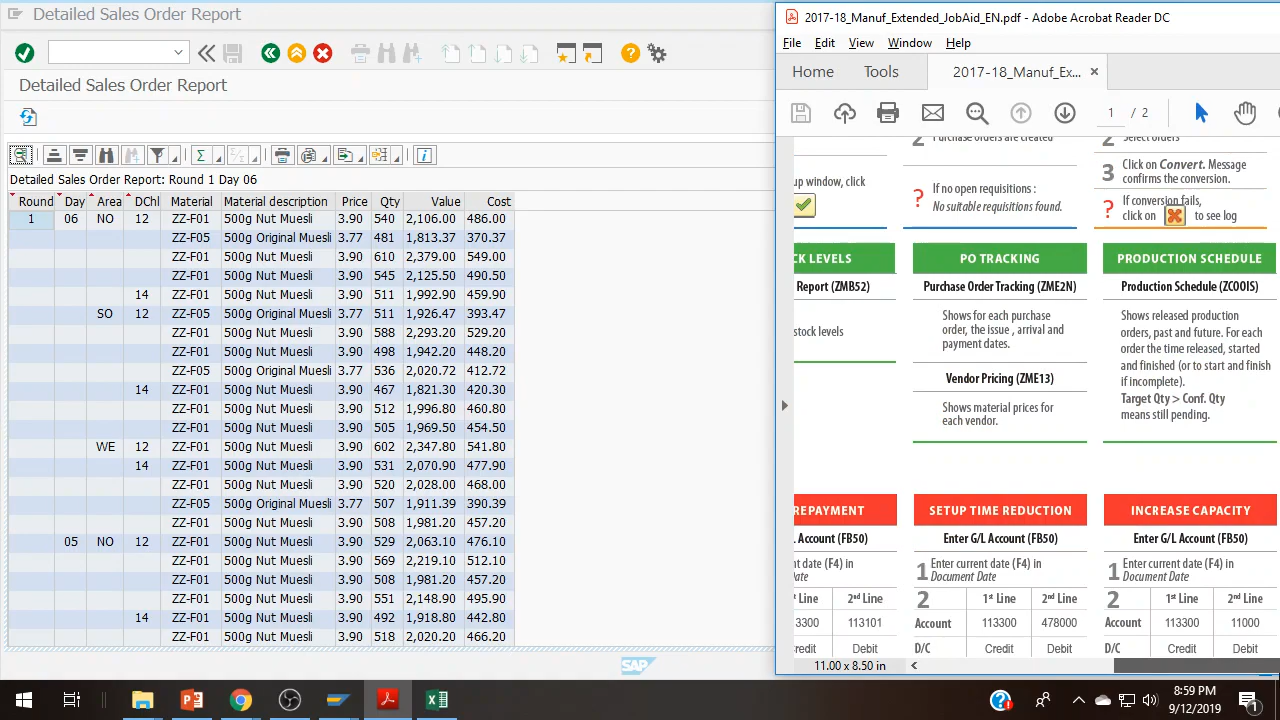 Detailed Sales Order Report
Detailed Sales Order Report
Detailed Sales Order Report: Round 1 Day 06
Round Day Area DChl Material Material description Price Qty Value Cost
1 06 NO 12 ZZ-F01 500g Nut Muesli 3.90 540 2,106.00 486.00
ZZ-F05 500g Original Muesli 3.77 481 1,813.37 370.37
ZZ-F01 500g Nut Muesli 3.90 610 2,379.00 549.00
ZZ-F01 500g Nut Muesli 3.90 545 2,125.50 490.50
14 ZZ-F01 500g Nut Muesli 3.90 511 1,992.90 459.90
SO 12 ZZ-F05 500g Original Muesli 3.77 511 1,926.47 393.47
ZZ-F01 500g Nut Muesli 3.90 588 2,293.20 529.20
ZZ-F01 500g Nut Muesli 3.90 498 1,942.20 448.20
ZZ-F05 500g Original Muesli 3.77 536 2,020.72 412.72
14 ZZ-F01 500g Nut Muesli 3.90 467 1,821.30 420.30
ZZ-F01 500g Nut Muesli 3.90 512 1,996.80 460.80
ZZ-F01 500g Nut Muesli 3.90 505 1,969.50 454.50
WE 12 ZZ-F01 500g Nut Muesli 3.90 602 2,347.80 541.80
14 ZZ-F01 500g Nut Muesli 3.90 531 2,070.90 477.90
ZZ-F01 500g Nut Muesli 3.90 520 2,028.00 468.00
ZZ-F05 500g Original Muesli 3.77 507 1,911.39 390.39
ZZ-F01 500g Nut Muesli 3.90 508 1,981.20 457.20
05 NO 12 ZZ-F01 500g Nut Muesli 3.90 529 2,063.10 476.10
ZZ-F01 500g Nut Muesli 3.90 569 2,219.10 512.10
ZZ-F01 500g Nut Muesli 3.90 508 1,981.20 457.20
ZZ-F01 500g Nut Muesli 3.90 551 2,148.90 495.90
14 ZZ-F01 500g Nut Muesli 3.90 492 1,918.80 442.80
ZZ-F01 500g Nut Muesli 3.90 518 2,020.20 466.20
SAP
2017-18_Manuf_Extended_JobAid_EN.pdf - Adobe Acrobat Reader DC
File Edit View Window Help
Home Tools 2017-18_Manuf_Ex... ×
1 / 2
up window, click
2 Purchase orders are created
? If no open requisitions :
No suitable requisitions found.
2 Select orders
3 Click on Convert. Message
confirms the conversion.
? If conversion fails,
click on to see log
CK LEVELS
Report (ZMB52)
stock levels
PO TRACKING
Purchase Order Tracking (ZME2N)
Shows for each purchase
order, the issue , arrival and
payment dates.
Vendor Pricing (ZME13)
Shows material prices for
each vendor.
PRODUCTION SCHEDULE
Production Schedule (ZCOOIS)
Shows released production
orders, past and future. For each
order the time released, started
and finished (or to start and finish
if incomplete).
Target Qty > Conf. Qty
means still pending.
REPAYMENT
Account (FB50)
2nd Line
3300 113101
redit Debit
SETUP TIME REDUCTION
Enter G/L Account (FB50)
1 Enter current date (F4) in
Document Date
2 1st Line 2nd Line
Account 113300 478000
D/C Credit Debit
INCREASE CAPACITY
Enter G/L Account (FB50)
1 Enter current date (F4) in
Document Date
2 1st Line 2nd Line
Account 113300 11000
D/C Credit Debit
11.00 x 8.50 in
8:59 PM
9/12/2019
1